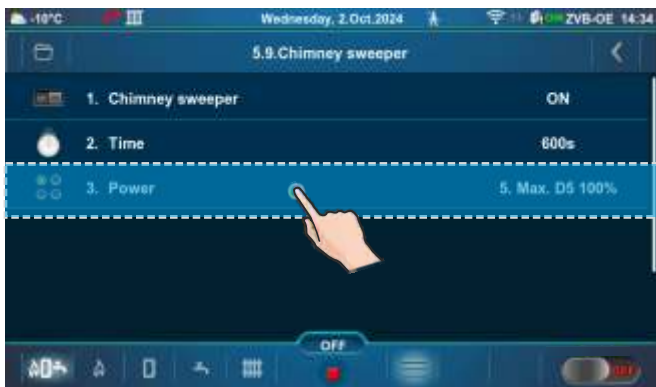 -10°C Wednesday, 2.Oct.2024 ZVB-OE 14:34
5.9.Chimney sweeper
1. Chimney sweeper ON
2. Time 600s
3. Power 5. Max. D5 100%
OFF
OFF